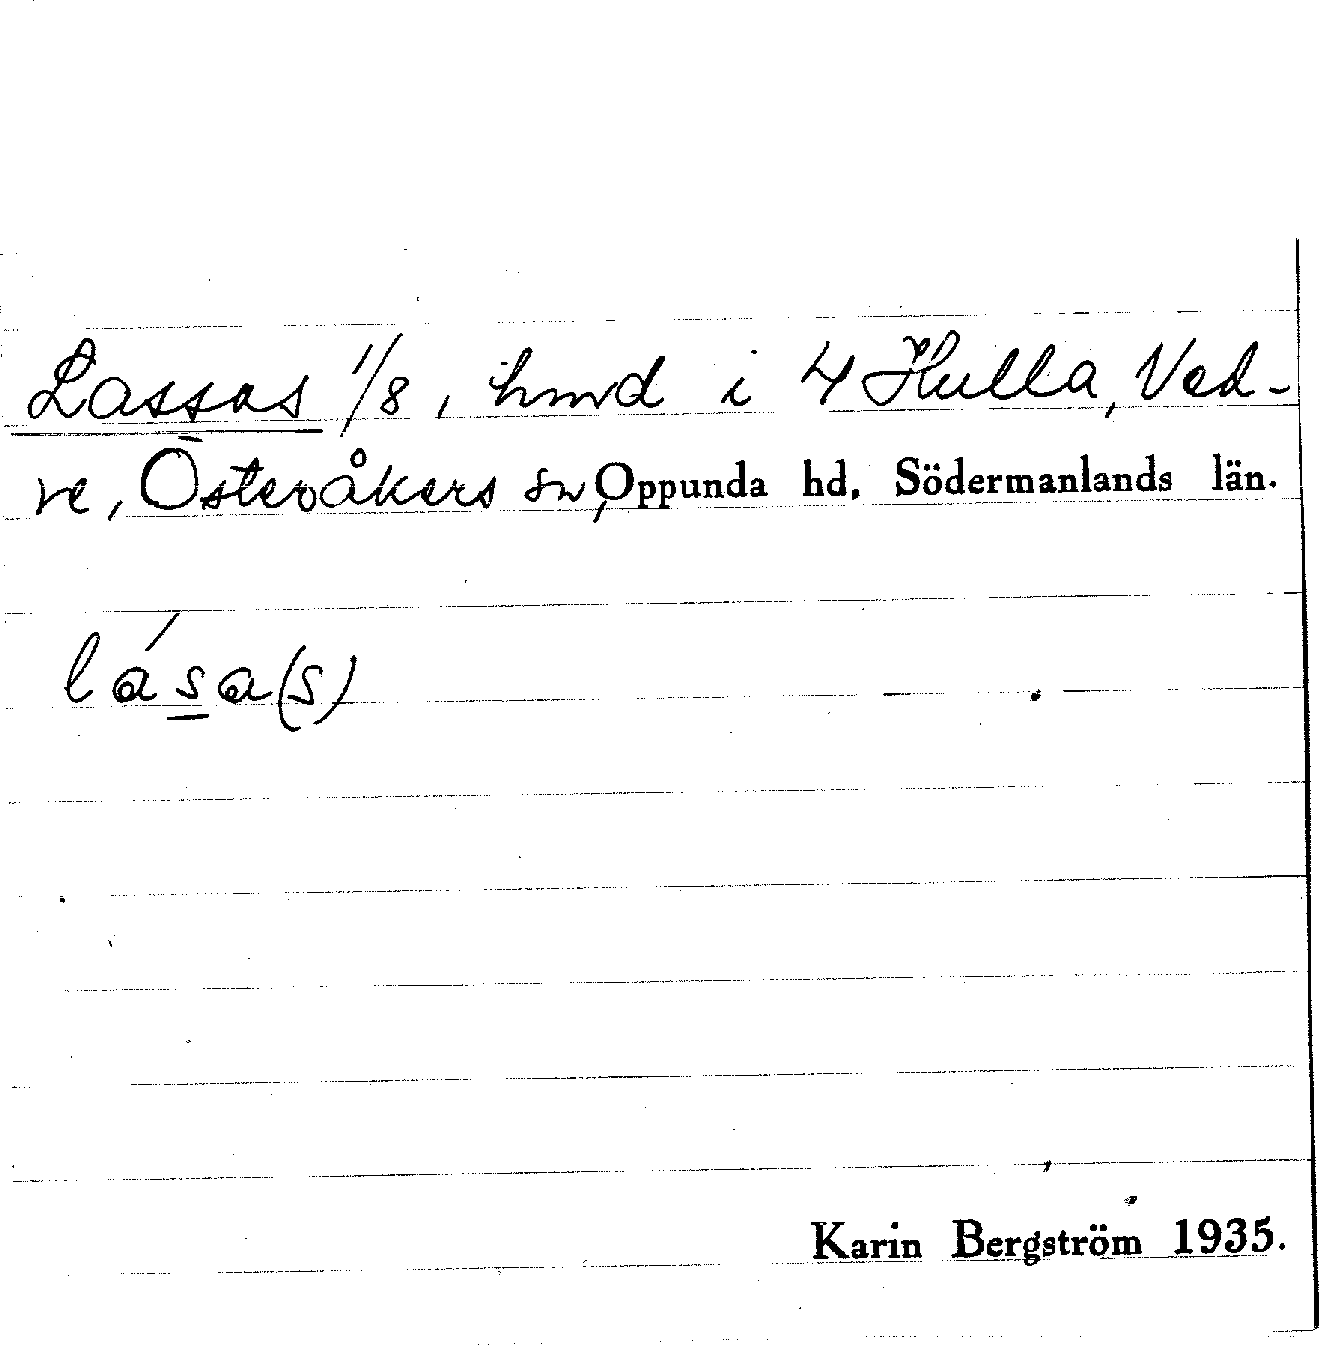 Lassas 1/8, hmd i 4 Hulla, Ved-
re, Österåkers sn, Oppunda hd, Södermanlands län.
lása(s)
Karin Bergström 1935.